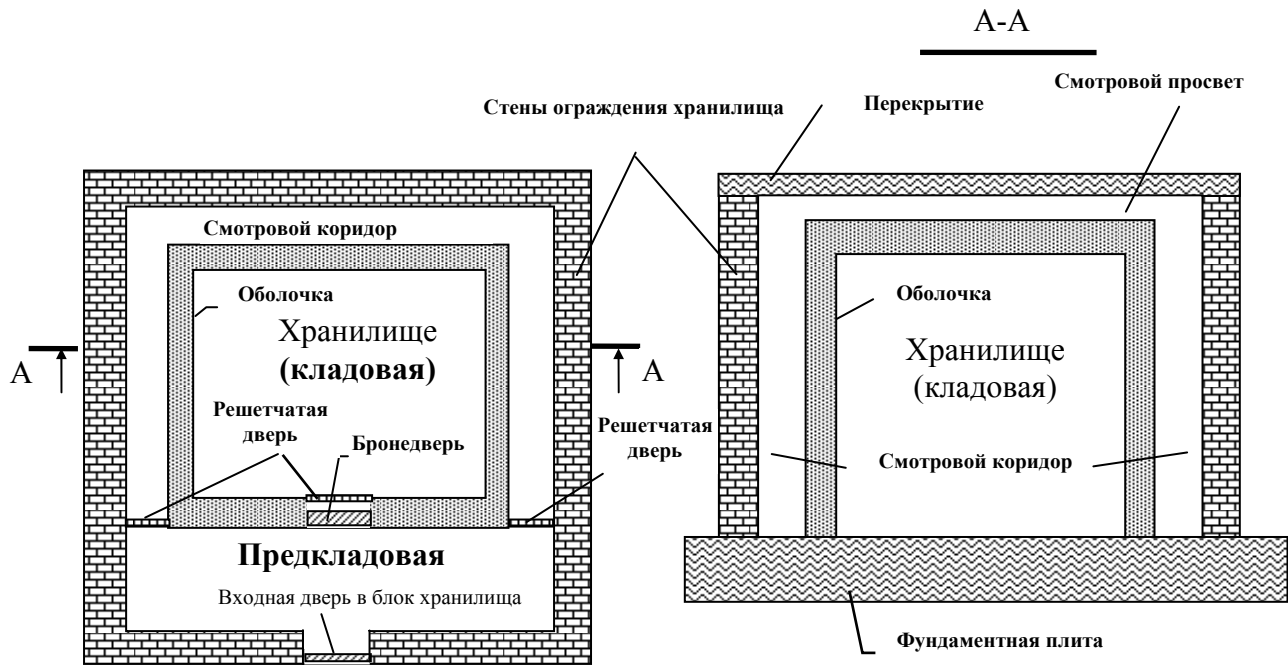 А-А
Смотровой просвет
Стены ограждения хранилища
Перекрытие
Смотровой коридор
Оболочка
Хранилище
(кладовая)
А
А
Решетчатая
дверь
Бронедверь
Решетчатая
дверь
Предкладовая
Входная дверь в блок хранилища
Оболочка
Хранилище
(кладовая)
Смотровой коридор
Фундаментная плита